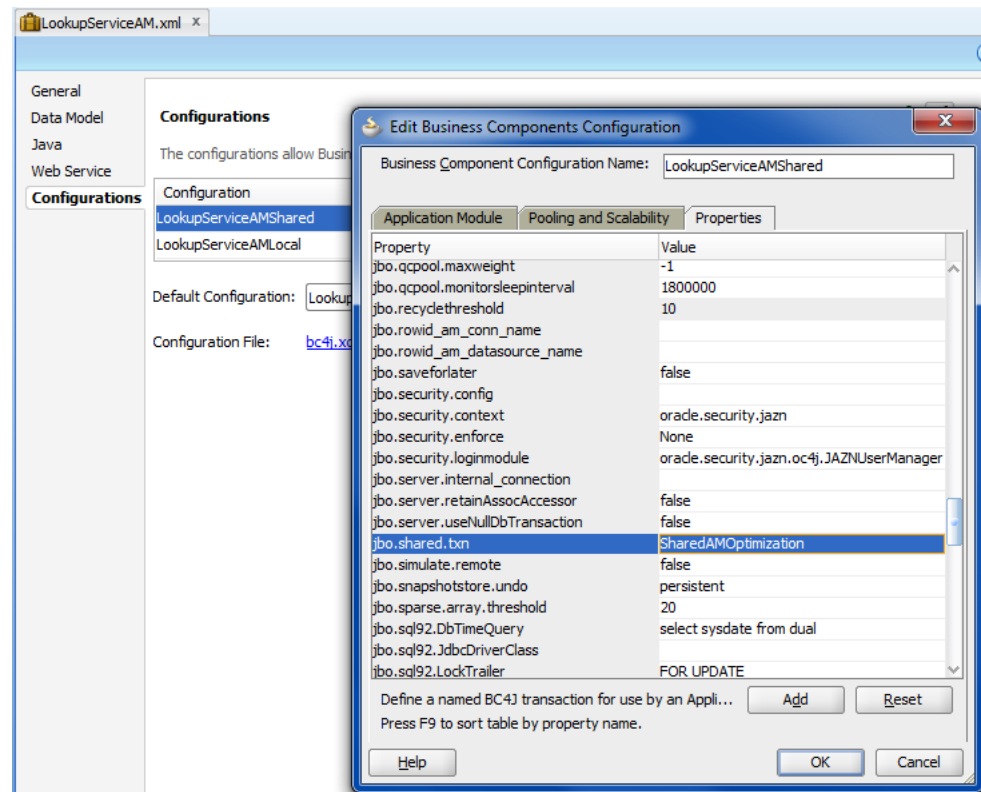 LookupServiceAM.xml x
General
Data Model
Java
Web Service
Configurations
Configurations
The configurations allow Busin
Configuration
LookupServiceAMShared
LookupServiceAMLocal
Default Configuration: Lookup
Configuration File: bc4j.xc
Edit Business Components Configuration
Business Component Configuration Name: LookupServiceAMShared
Application Module Pooling and Scalability Properties
Property Value
jbo.qcpool.maxweight -1
jbo.qcpool.monitorsleepinterval 1800000
jbo.recyclethreshold 10
jbo.rowid_am_conn_name
jbo.rowid_am_datasource_name
jbo.saveforlater false
jbo.security.config
jbo.security.context oracle.security.jazn
jbo.security.enforce None
jbo.security.loginmodule oracle.security.jazn.oc4j.JAZNUserManager
jbo.server.internal_connection
jbo.server.retainAssocAccessor false
jbo.server.useNullDbTransaction false
jbo.shared.txn SharedAMOptimization
jbo.simulate.remote false
jbo.snapshotstore.undo persistent
jbo.sparse.array.threshold 20
jbo.sql92.DbTimeQuery select sysdate from dual
jbo.sql92.JdbcDriverClass
jbo.sql92.LockTrailer FOR UPDATE
Define a named BC4J transaction for use by an Appli... Add Reset
Press F9 to sort table by property name.
Help OK Cancel